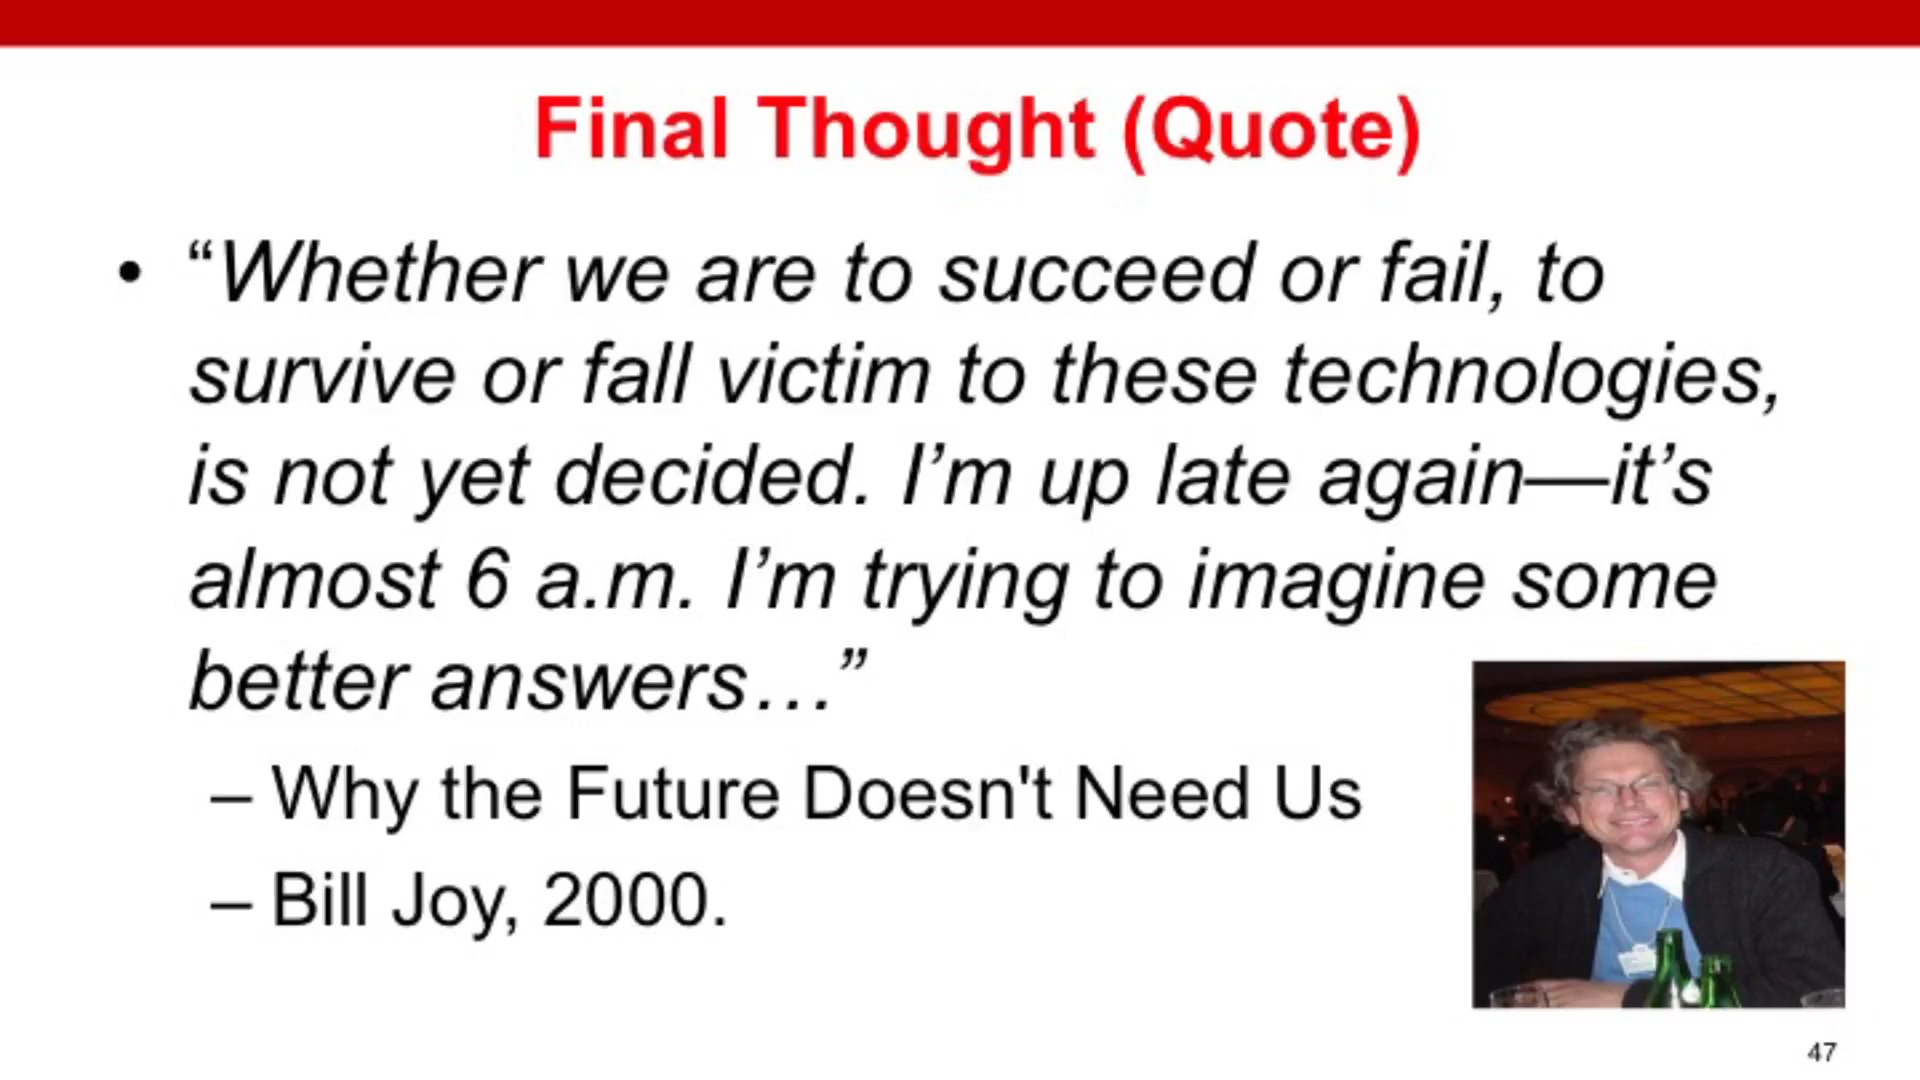 Final Thought (Quote)
• “Whether we are to succeed or fail, to
survive or fall victim to these technologies,
is not yet decided. I’m up late again—it’s
almost 6 a.m. I’m trying to imagine some
better answers…”
– Why the Future Doesn't Need Us
– Bill Joy, 2000.
47